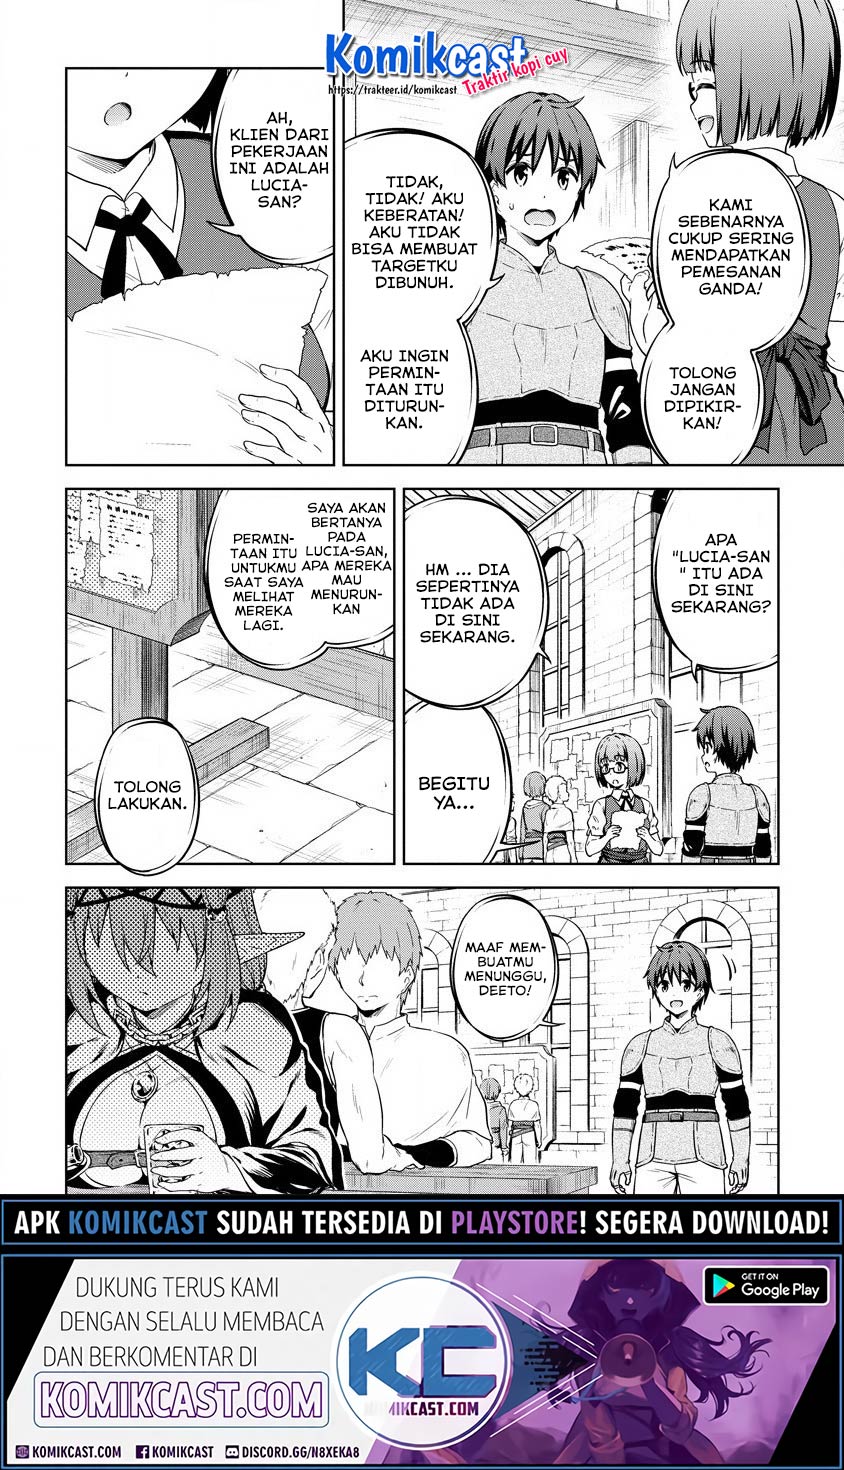 Komikcast
Traktir kopi cuy
https://trakteer.id/komikcast
KAMI
SEBENARNYA
CUKUP SERING
MENDAPATKAN
PEMESANAN
GANDA!
TOLONG
JANGAN
DIPIKIR-
KAN!
TIDAK,
TIDAK! AKU
KEBERATAN!
AKU TIDAK
BISA MEMBUAT
TARGETKU
DIBUNUH.
AKU INGIN
PERMIN-
TAAN ITU
DITURUN-
KAN.
AH,
KLIEN DARI
PEKERJAAN
INI ADALAH
LUCIA-
SAN?
APA
"LUCIA-SAN
" ITU ADA
DI SINI
SEKARANG?
HM ... DIA
SEPERTINYA
TIDAK ADA
DI SINI
SEKARANG.
BEGITU
YA...
SAYA AKAN
BERTANYA
PADA
LUCIA-SAN,
APA MEREKA
MAU
MENURUN-
KAN
PERMIN-
TAAN ITU
UNTUKMU
SAAT SAYA
MELIHAT
MEREKA
LAGI.
TOLONG
LAKUKAN.
MAAF MEM-
BUATMU
MENUNGGU,
DEETO!
APK KOMIKCAST SUDAH TERSEDIA DI PLAYSTORE! SEGERA DOWNLOAD!
DUKUNG TERUS KAMI
DENGAN SELALU MEMBACA
DAN BERKOMENTAR DI
KOMIKCAST.COM
KOMIKCAST.COM
KOMIKCAST
DISCORD.GG/N8XEKA8
KC
KOMIKCAST.COM
GET IT ON
Google Play